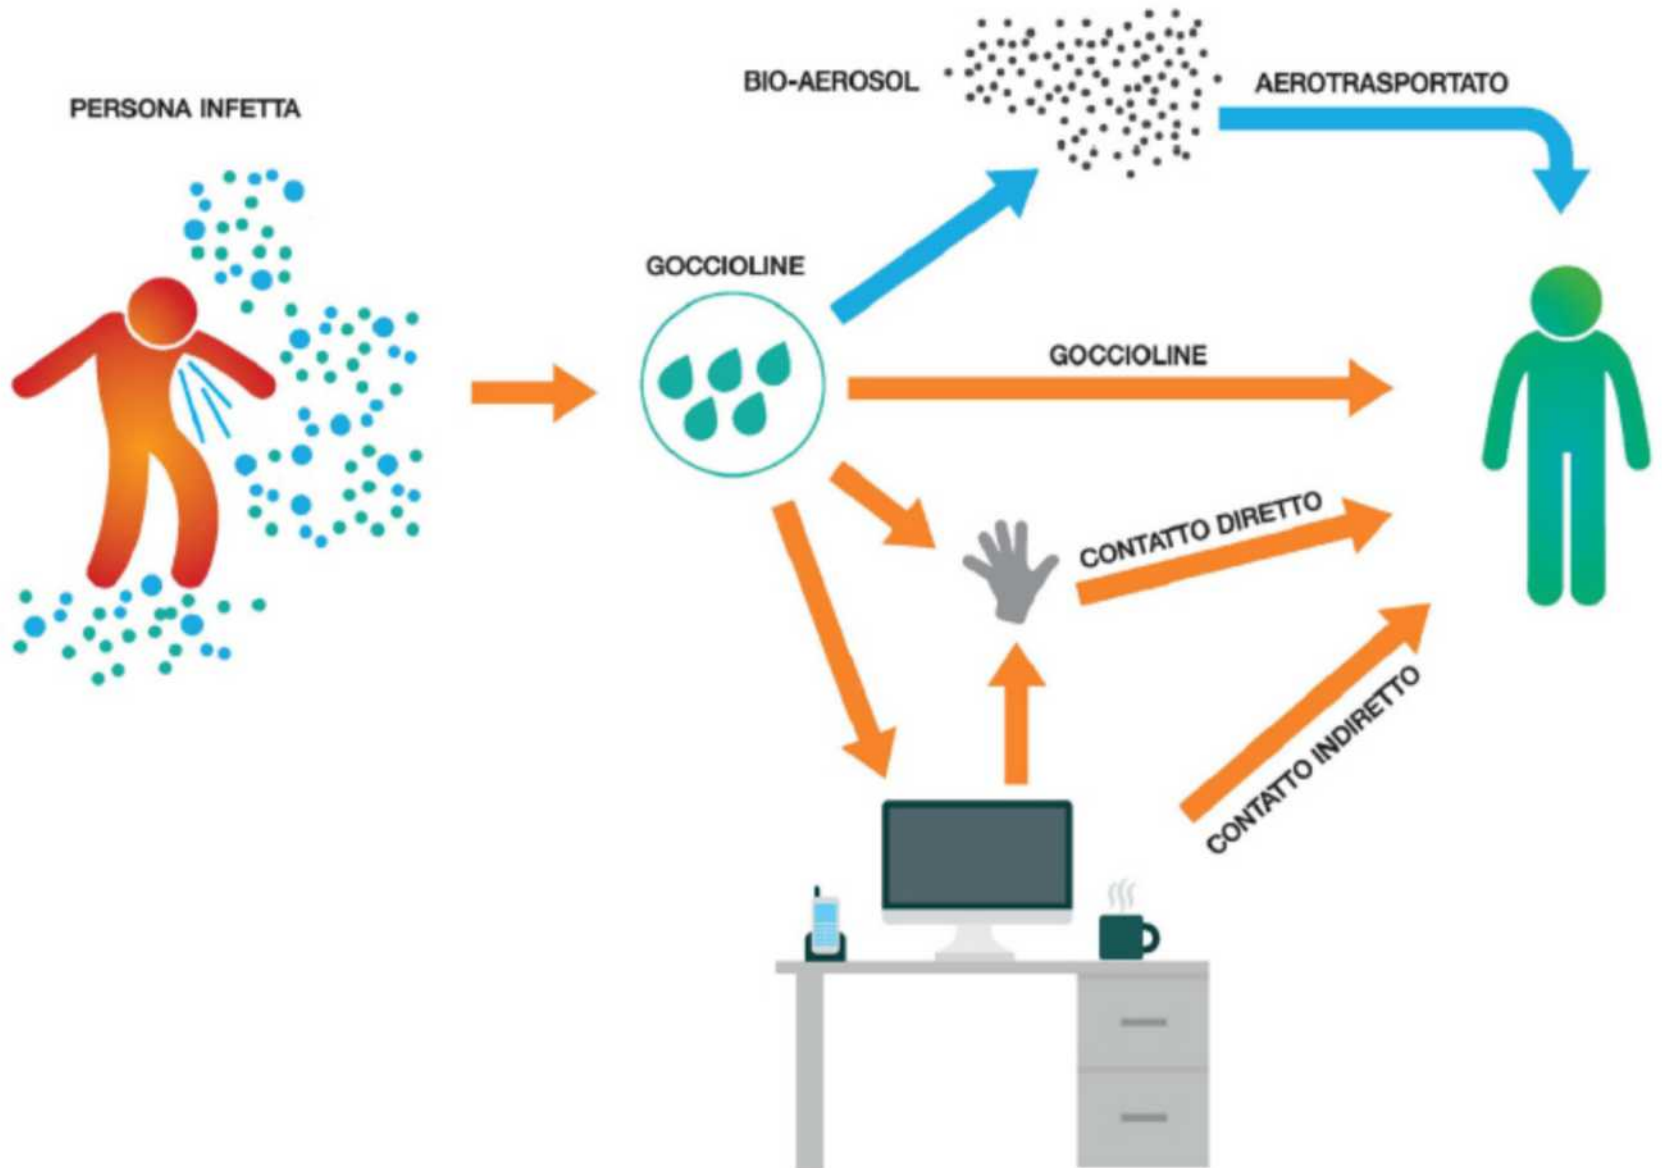 PERSONA INFETTA
BIO-AEROSOL
AEROTRASPORTATO
GOCCIOLINE
GOCCIOLINE
CONTATTO DIRETTO
CONTATTO INDIRETTO